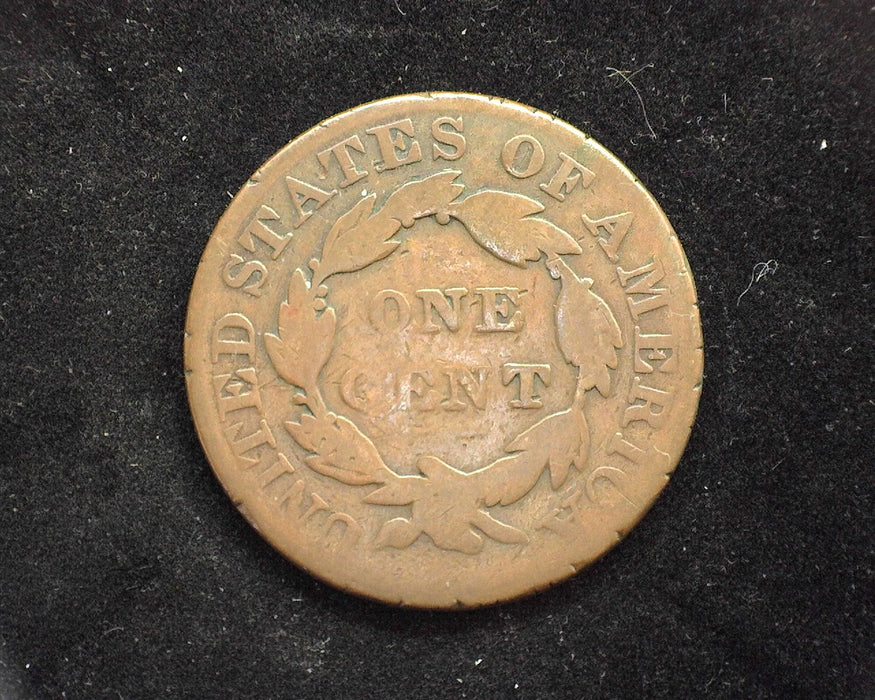 UNITED STATES OF AMERICA
ONE
CENT